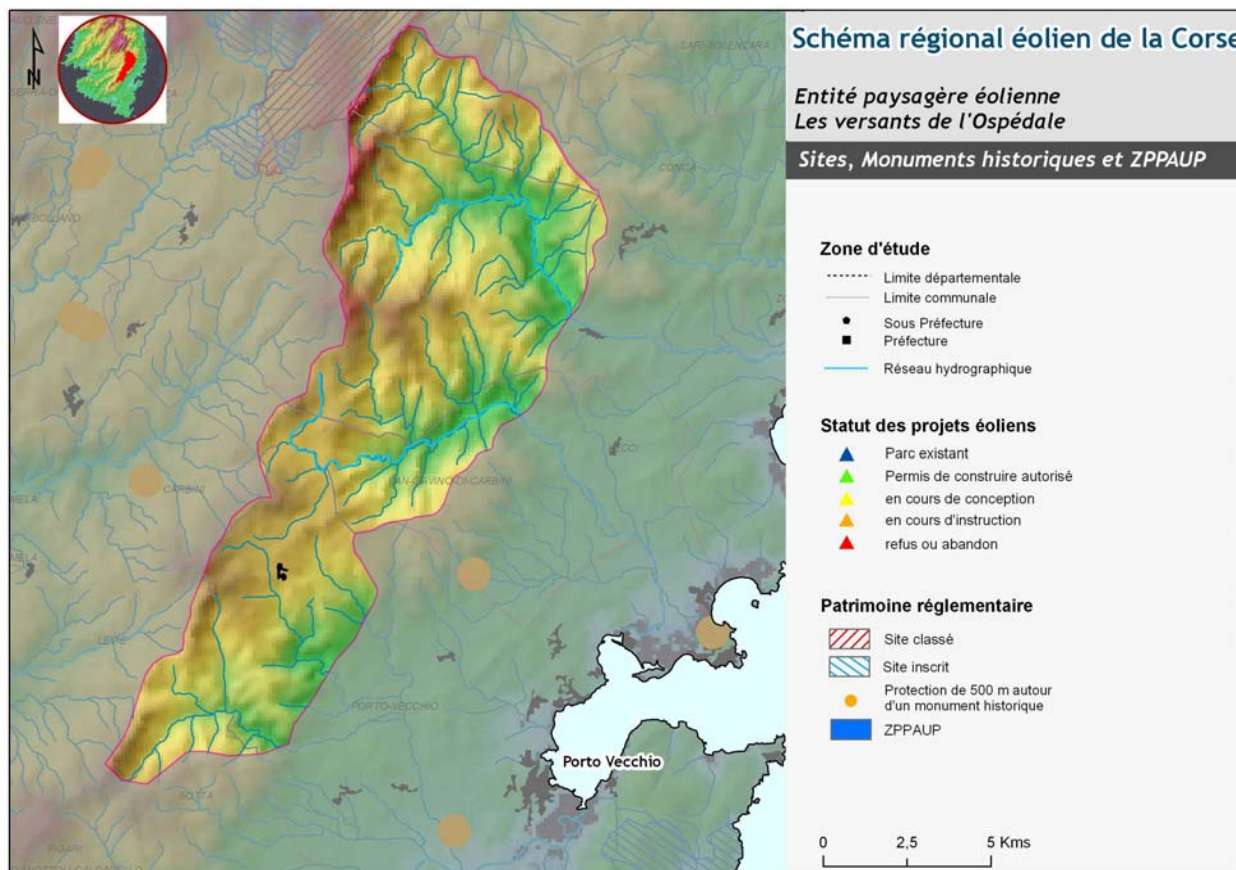 Schéma régional éolien de la Corse
Entité paysagère éolienne
Les versants de l'Ospédale
Sites, Monuments historiques et ZPPAUP
Zone d'étude
Limite départementale
Limite communale
Sous Préfecture
Préfecture
Réseau hydrographique
Statut des projets éoliens
Parc existant
Permis de construire autorisé
en cours de conception
en cours d'instruction
refus ou abandon
Patrimoine réglementaire
Site classé
Site inscrit
Protection de 500 m autour
d'un monument historique
ZPPAUP
0 2,5 5 Kms
N
SARI-SOLENZARA
CONCA
CARBINI
LECCI
MELA
LEVIE
PORTO-VECCHIO
Porto Vecchio
SOTTA
FIGARI